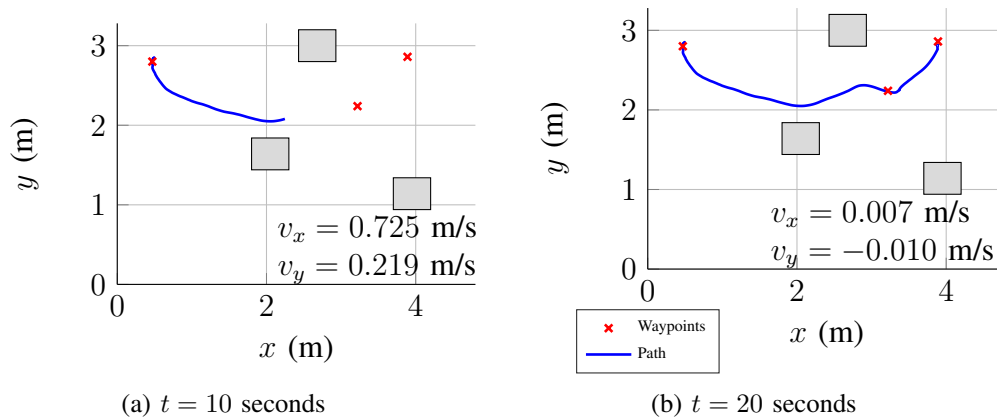 3
2
1
0
y (m)
0
2
4
x (m)
v_x = 0.725 m/s
v_y = 0.219 m/s
(a) t = 10 seconds
3
2
1
0
y (m)
0
2
4
x (m)
v_x = 0.007 m/s
v_y = −0.010 m/s
Waypoints
Path
(b) t = 20 seconds